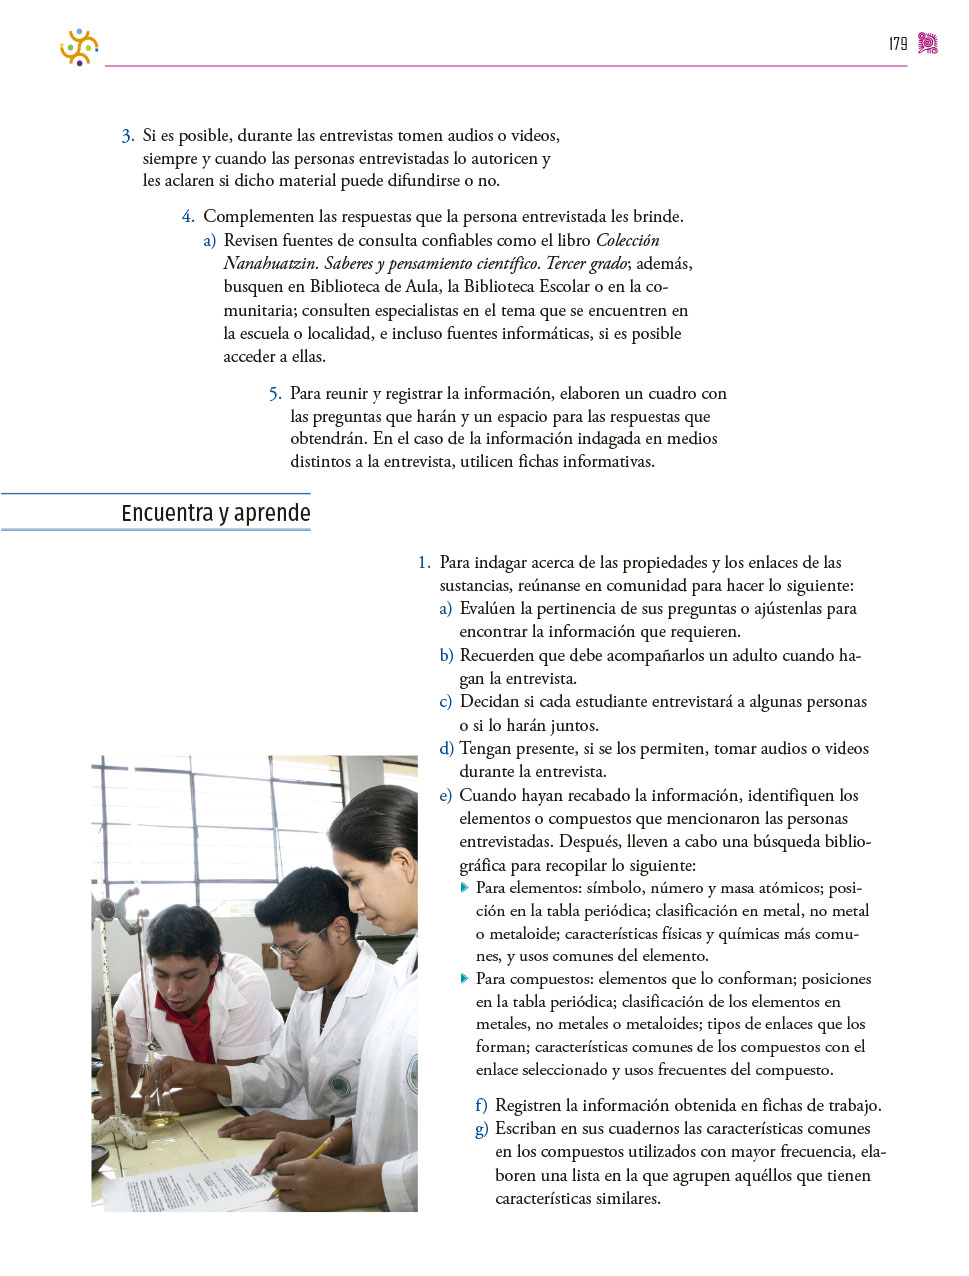 179
3. Si es posible, durante las entrevistas tomen audios o videos,
siempre y cuando las personas entrevistadas lo autoricen y
les aclaren si dicho material puede difundirse o no.
4. Complementen las respuestas que la persona entrevistada les brinde.
a) Revisen fuentes de consulta confiables como el libro Colección
Nanahuatzin. Saberes y pensamiento científico. Tercer grado; además,
busquen en Biblioteca de Aula, la Biblioteca Escolar o en la co-
munitaria; consulten especialistas en el tema que se encuentren en
la escuela o localidad, e incluso fuentes informáticas, si es posible
acceder a ellas.
5. Para reunir y registrar la información, elaboren un cuadro con
las preguntas que harán y un espacio para las respuestas que
obtendrán. En el caso de la información indagada en medios
distintos a la entrevista, utilicen fichas informativas.
Encuentra y aprende
1. Para indagar acerca de las propiedades y los enlaces de las
sustancias, reúnanse en comunidad para hacer lo siguiente:
a) Evalúen la pertinencia de sus preguntas o ajústenlas para
encontrar la información que requieren.
b) Recuerden que debe acompañarlos un adulto cuando ha-
gan la entrevista.
c) Decidan si cada estudiante entrevistará a algunas personas
o si lo harán juntos.
d) Tengan presente, si se los permiten, tomar audios o videos
durante la entrevista.
e) Cuando hayan recabado la información, identifiquen los
elementos o compuestos que mencionaron las personas
entrevistadas. Después, lleven a cabo una búsqueda biblio-
gráfica para recopilar lo siguiente:
Para elementos: símbolo, número y masa atómicos; posi-
ción en la tabla periódica; clasificación en metal, no metal
o metaloide; características físicas y químicas más comu-
nes, y usos comunes del elemento.
Para compuestos: elementos que lo conforman; posiciones
en la tabla periódica; clasificación de los elementos en
metales, no metales o metaloides; tipos de enlaces que los
forman; características comunes de los compuestos con el
enlace seleccionado y usos frecuentes del compuesto.
f) Registren la información obtenida en fichas de trabajo.
g) Escriban en sus cuadernos las características comunes
en los compuestos utilizados con mayor frecuencia, ela-
boren una lista en la que agrupen aquéllos que tienen
características similares.